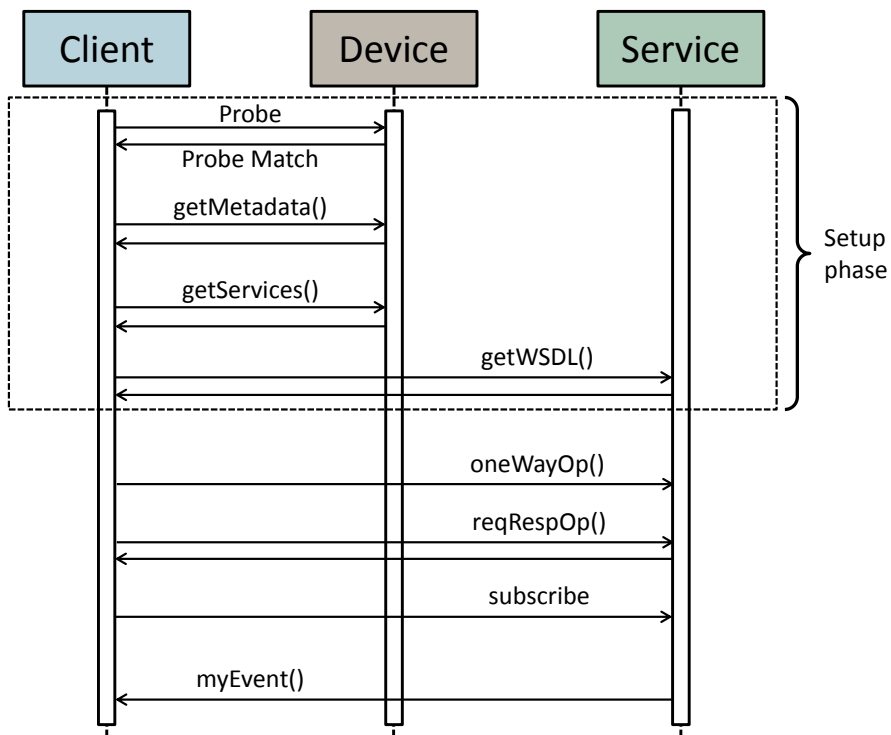 Client
Device
Service
Probe
Probe Match
getMetadata()
getServices()
getWSDL()
Setup
phase
oneWayOp()
reqRespOp()
subscribe
myEvent()